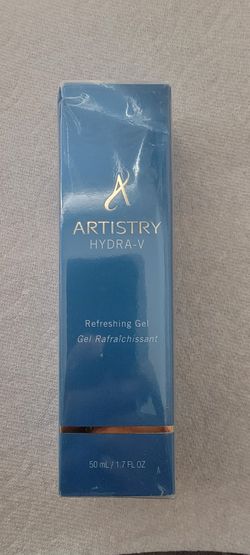 ARTISTRY
HYDRA-V
Refreshing Gel
Gel Rafraîchissant
50 mL / 1.7 FL OZ